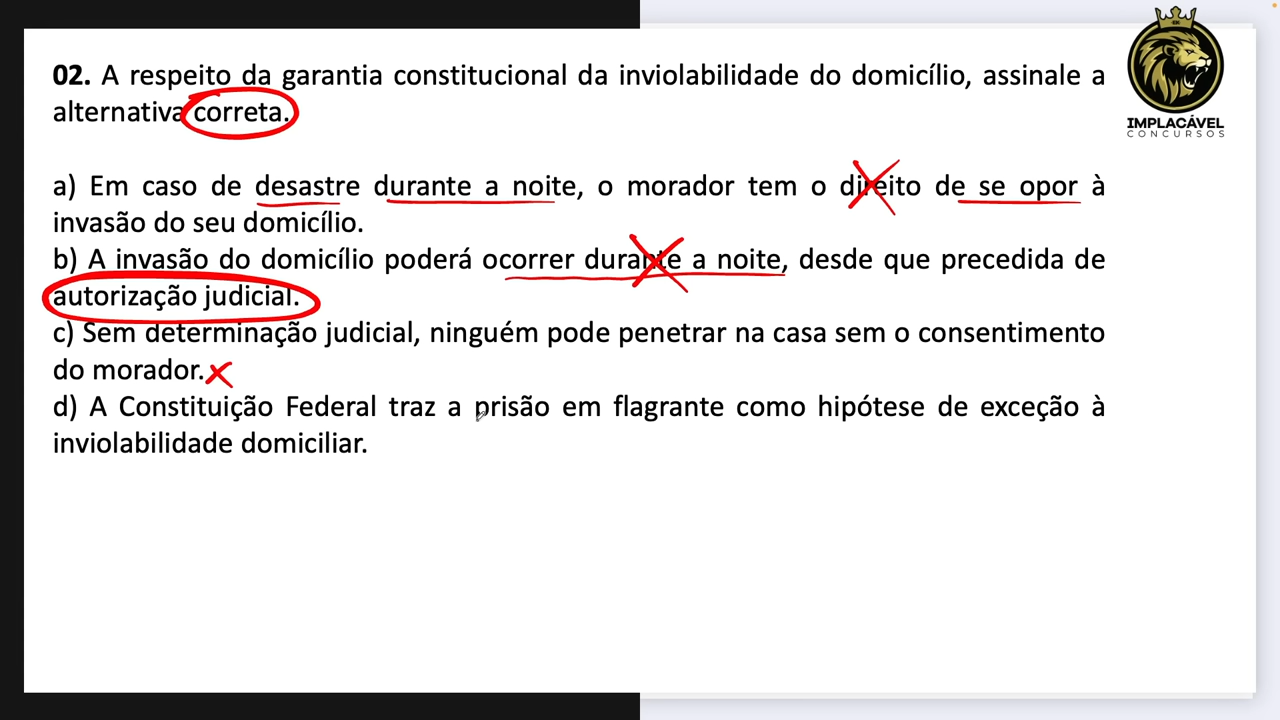 02. A respeito da garantia constitucional da inviolabilidade do domicílio, assinale a
alternativa correta.
a) Em caso de desastre durante a noite, o morador tem o direito de se opor à
invasão do seu domicílio.
b) A invasão do domicílio poderá ocorrer durante a noite, desde que precedida de
autorização judicial.
c) Sem determinação judicial, ninguém pode penetrar na casa sem o consentimento
do morador.
d) A Constituição Federal traz a prisão em flagrante como hipótese de exceção à
inviolabilidade domiciliar.
IMPLACÁVEL
CONCURSOS